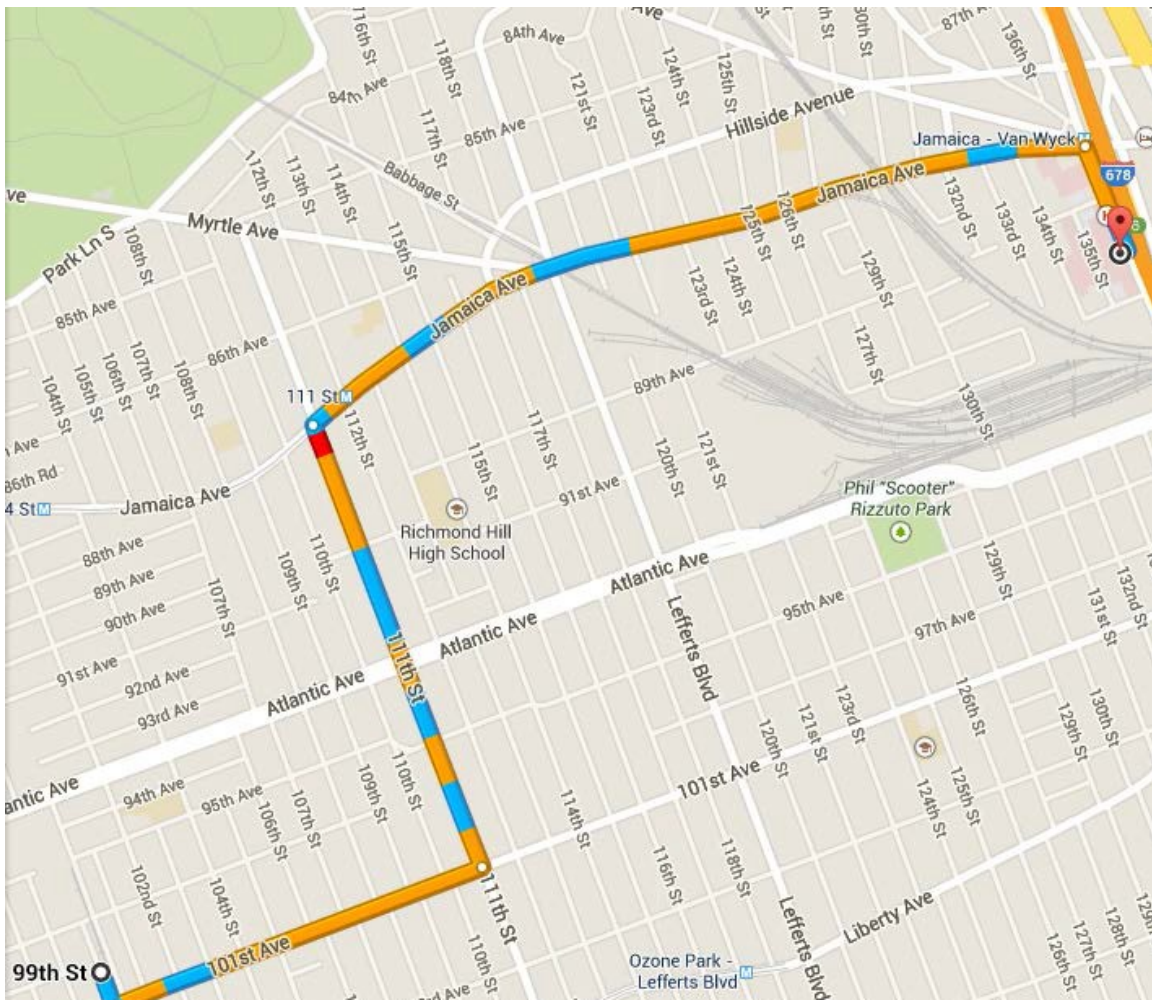 116th St
84th Ave
Ave
130th St
87th Ave
118th St
124th St
125th St
136th St
84th Ave
121st St
123rd St
Hillside Avenue
85th Ave
117th St
Jamaica - Van Wyck M
112th St
113th St
114th St
Babbage St
Jamaica Ave
678
ve
Myrtle Ave
126th St
125th St
132nd St
133rd St
134th St
135th St
H
Park Ln S
108th St
115th St
123rd St
124th St
129th St
85th Ave
Jamaica Ave
86th Ave
127th St
104th St
105th St
106th St
107th St
108th St
111 St M
112th St
89th Ave
130th St
n Ave
86th Rd
4 St M
Jamaica Ave
115th St
117th St
120th St
121st St
91st Ave
Phil "Scooter"
Rizzuto Park
Richmond Hill
High School
88th Ave
89th Ave
90th Ave
107th St
109th St
110th St
129th St
132nd St
131st St
Atlantic Ave
95th Ave
97th Ave
91st Ave
92nd Ave
93rd Ave
Atlantic Ave
Atlantic Ave
111th St
Lefferts Blvd
126th St
130th St
129th St
123rd St
121st St
120th St
antic Ave
94th Ave
95th Ave
106th St
107th St
109th St
110th St
101st Ave
114th St
124th St
125th St
102nd St
104th St
116th St
118th St
111th St
Liberty Ave
101st Ave
99th St
110th St
Ozone Park -
Lefferts Blvd M
Lefferts Blvd
126th St
127th St
128th St
129th
3rd Ave